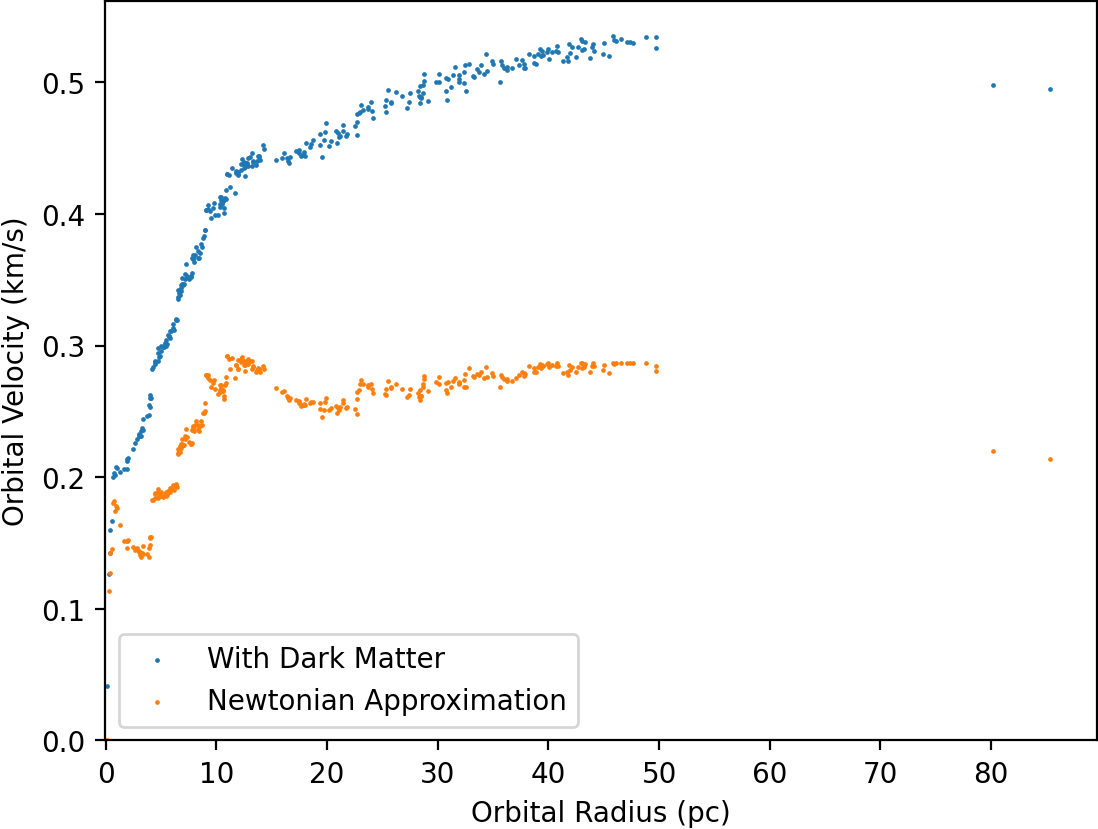 0.5
0.4
0.3
0.2
0.1
0.0
Orbital Velocity (km/s)
With Dark Matter
Newtonian Approximation
0 10 20 30 40 50 60 70 80
Orbital Radius (pc)